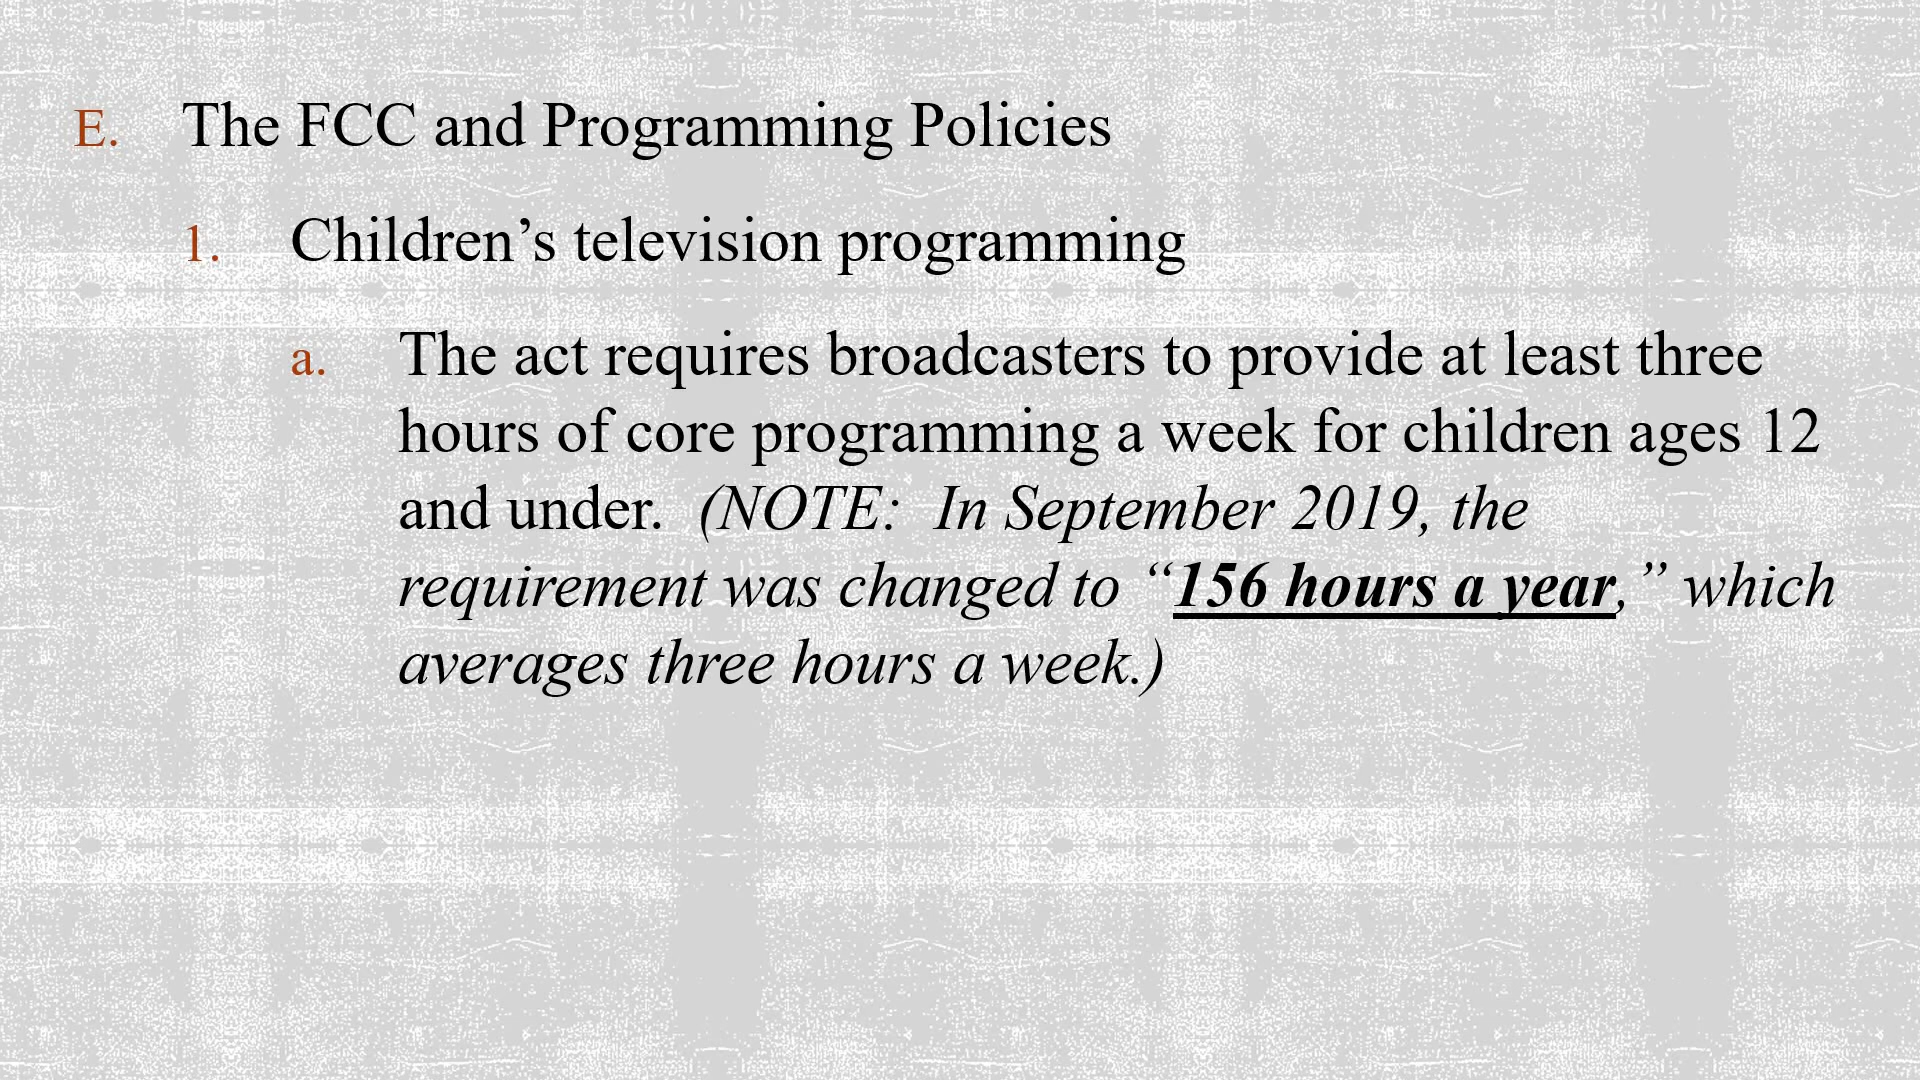 E. The FCC and Programming Policies
1. Children’s television programming
a. The act requires broadcasters to provide at least three
hours of core programming a week for children ages 12
and under.  (NOTE:  In September 2019, the
requirement was changed to “156 hours a year,” which
averages three hours a week.)